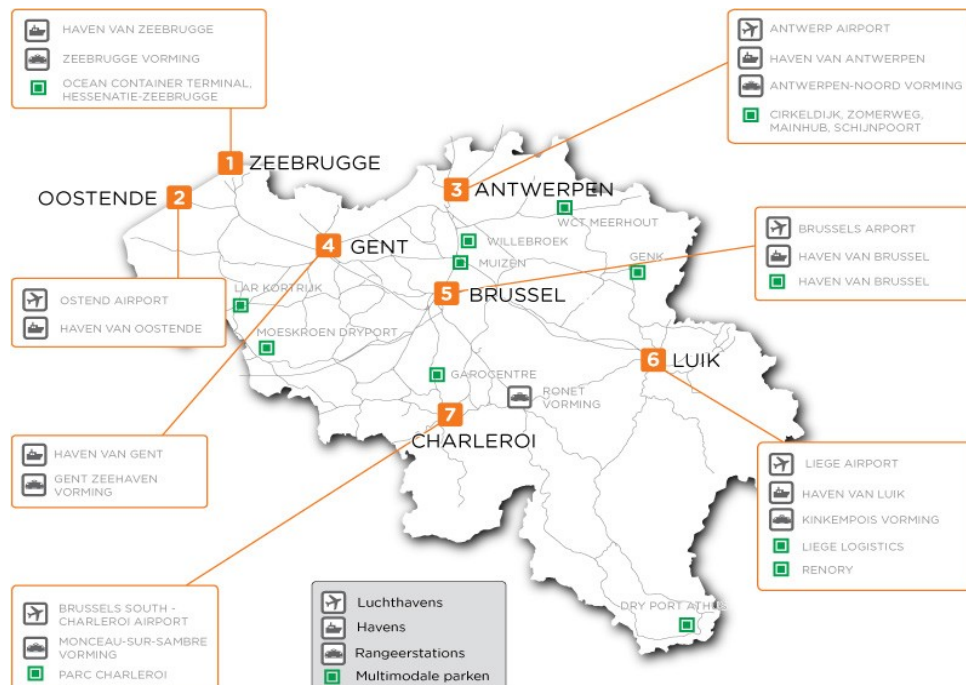 HAVEN VAN ZEEBRUGGE
ZEEBRUGGE VORMING
OCEAN CONTAINER TERMINAL,
HESSENATIE-ZEEBRUGGE
ANTWERP AIRPORT
HAVEN VAN ANTWERPEN
ANTWERPEN-NOORD VORMING
CIRKELDIJK, ZOMERWEG,
MAINHUB, SCHIJNPOORT
1 ZEEBRUGGE
OOSTENDE 2
3 ANTWERPEN
WCT MEERHOUT
4 GENT
WILLEBROEK
MUIZEN
GENK
BRUSSELS AIRPORT
HAVEN VAN BRUSSEL
HAVEN VAN BRUSSEL
OSTEND AIRPORT
HAVEN VAN OOSTENDE
LAR KORTRIJK
5 BRUSSEL
MOESKROEN DRYPORT
6 LUIK
GAROCENTRE
RONET
VORMING
7
CHARLEROI
HAVEN VAN GENT
GENT ZEEHAVEN
VORMING
LIEGE AIRPORT
HAVEN VAN LUIK
KINKEMPOIS VORMING
LIEGE LOGISTICS
RENORY
BRUSSELS SOUTH -
CHARLEROI AIRPORT
MONCEAU-SUR-SAMBRE
VORMING
PARC CHARLEROI
Luchthavens
Havens
Rangeerstations
Multimodale parken
DRY PORT ATHUS